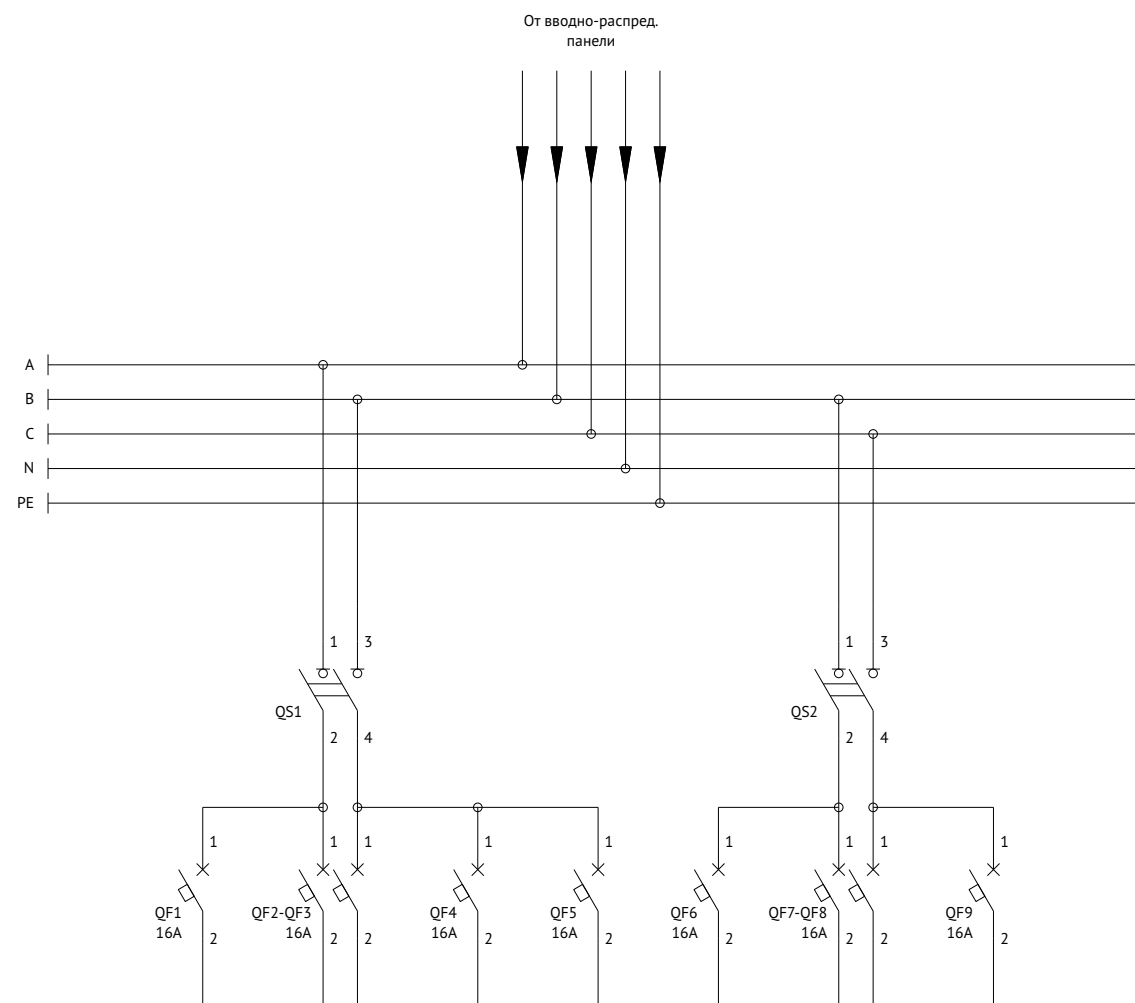 От вводно-распред.
панели
A
B
C
N
PE
1 3 1 3
QS1 QS2
2 4 2 4
1 1 1 1 1 1 1 1 1
QF1 QF2-QF3 QF4 QF5 QF6 QF7-QF8 QF9
16A 16A 16A 16A 16A 16A 16A
2 2 2 2 2 2 2 2 2